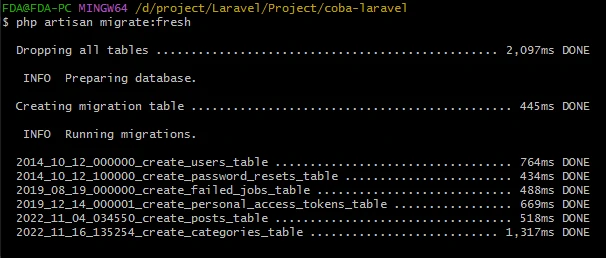 FDA@FDA-PC MINGW64 /d/project/Laravel/Project/coba-laravel
$ php artisan migrate:fresh
Dropping all tables ................................................ 2,097ms DONE
INFO Preparing database.
Creating migration table ............................................. 445ms DONE
INFO Running migrations.
2014_10_12_000000_create_users_table ................................. 764ms DONE
2014_10_12_100000_create_password_resets_table ....................... 434ms DONE
2019_08_19_000000_create_failed_jobs_table ........................... 488ms DONE
2019_12_14_000001_create_personal_access_tokens_table ................ 669ms DONE
2022_11_04_034550_create_posts_table ................................. 518ms DONE
2022_11_16_135254_create_categories_table .......................... 1,317ms DONE